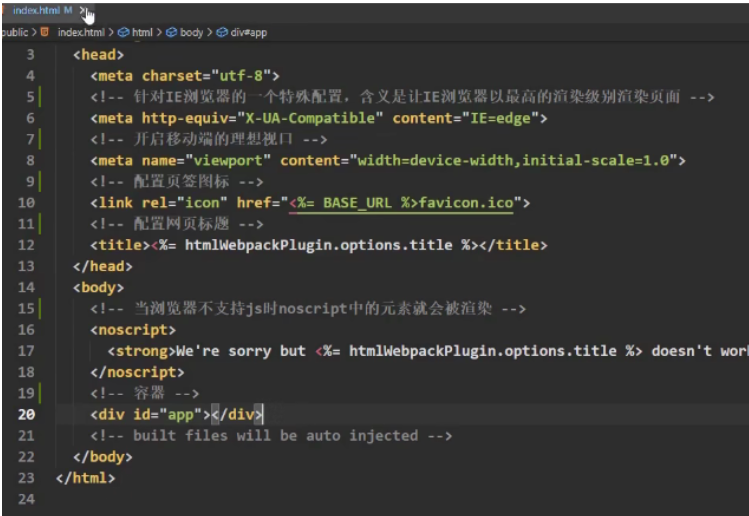 index.html M
public > index.html > html > body > div#app
3 <head>
4 <meta charset="utf-8">
5 <!-- 针对IE浏览器的一个特殊配置，含义是让IE浏览器以最高的渲染级别渲染页面 -->
6 <meta http-equiv="X-UA-Compatible" content="IE=edge">
7 <!-- 开启移动端的理想视口 -->
8 <meta name="viewport" content="width=device-width,initial-scale=1.0">
9 <!-- 配置页签图标 -->
10 <link rel="icon" href="<%= BASE_URL %>favicon.ico">
11 <!-- 配置网页标题 -->
12 <title><%= htmlWebpackPlugin.options.title %></title>
13 </head>
14 <body>
15 <!-- 当浏览器不支持js时noscript中的元素就会被渲染 -->
16 <noscript>
17 <strong>We're sorry but <%= htmlWebpackPlugin.options.title %> doesn't wor
18 </noscript>
19 <!-- 容器 -->
20 <div id="app"></div>
21 <!-- built files will be auto injected -->
22 </body>
23 </html>
24